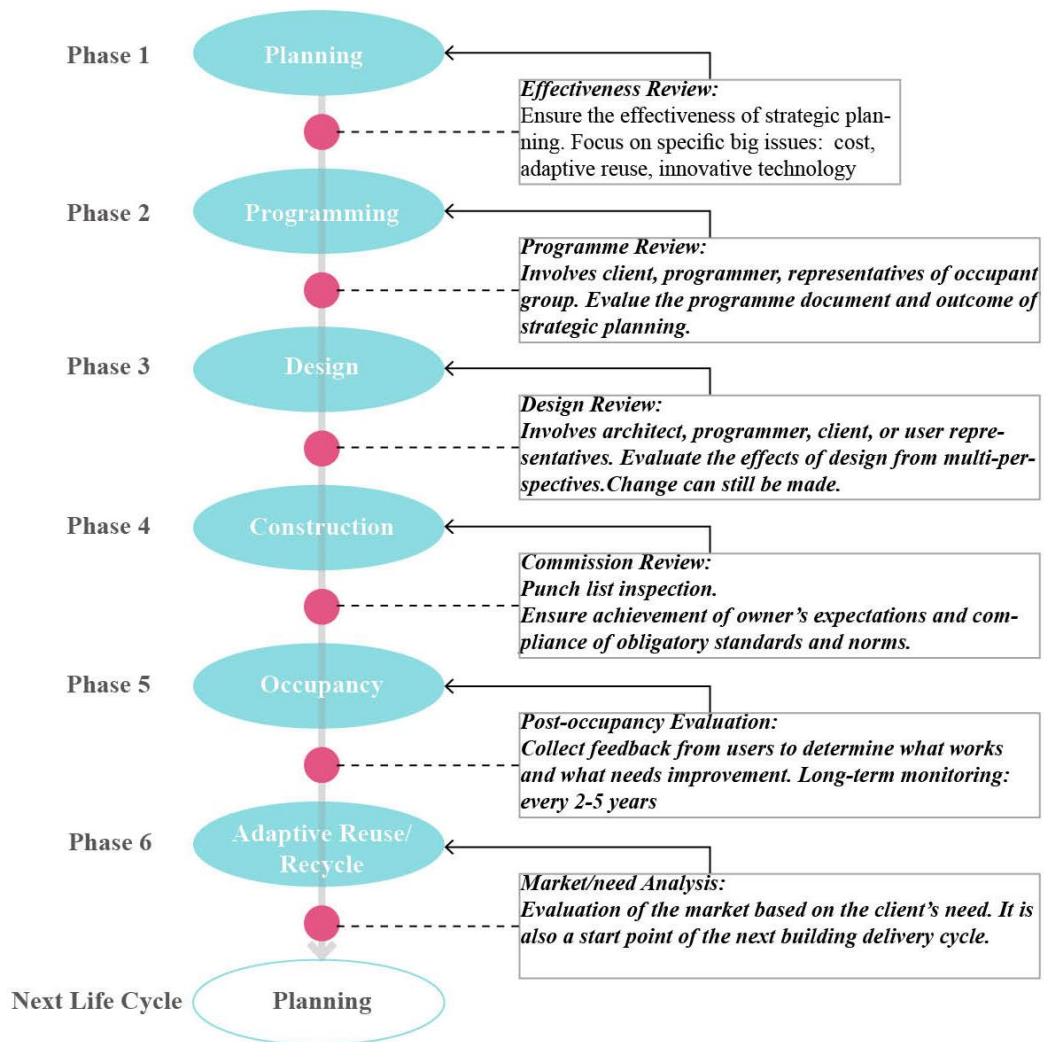 Phase 1
Planning
Effectiveness Review:
Ensure the effectiveness of strategic plan-
ning. Focus on specific big issues:  cost,
adaptive reuse, innovative technology
Phase 2
Programming
Programme Review:
Involves client, programmer, representatives of occupant
group. Evalue the programme document and outcome of
strategic planning.
Phase 3
Design
Design Review:
Involves architect, programmer, client, or user repre-
sentatives. Evaluate the effects of design from multi-per-
spectives.Change can still be made.
Phase 4
Construction
Commission Review:
Punch list inspection.
Ensure achievement of owner’s expectations and com-
pliance of obligatory standards and norms.
Phase 5
Occupancy
Post-occupancy Evaluation:
Collect feedback from users to determine what works
and what needs improvement. Long-term monitoring:
every 2-5 years
Phase 6
Adaptive Reuse/
Recycle
Market/need Analysis:
Evaluation of the market based on the client’s need. It is
also a start point of the next building delivery cycle.
Next Life Cycle
Planning